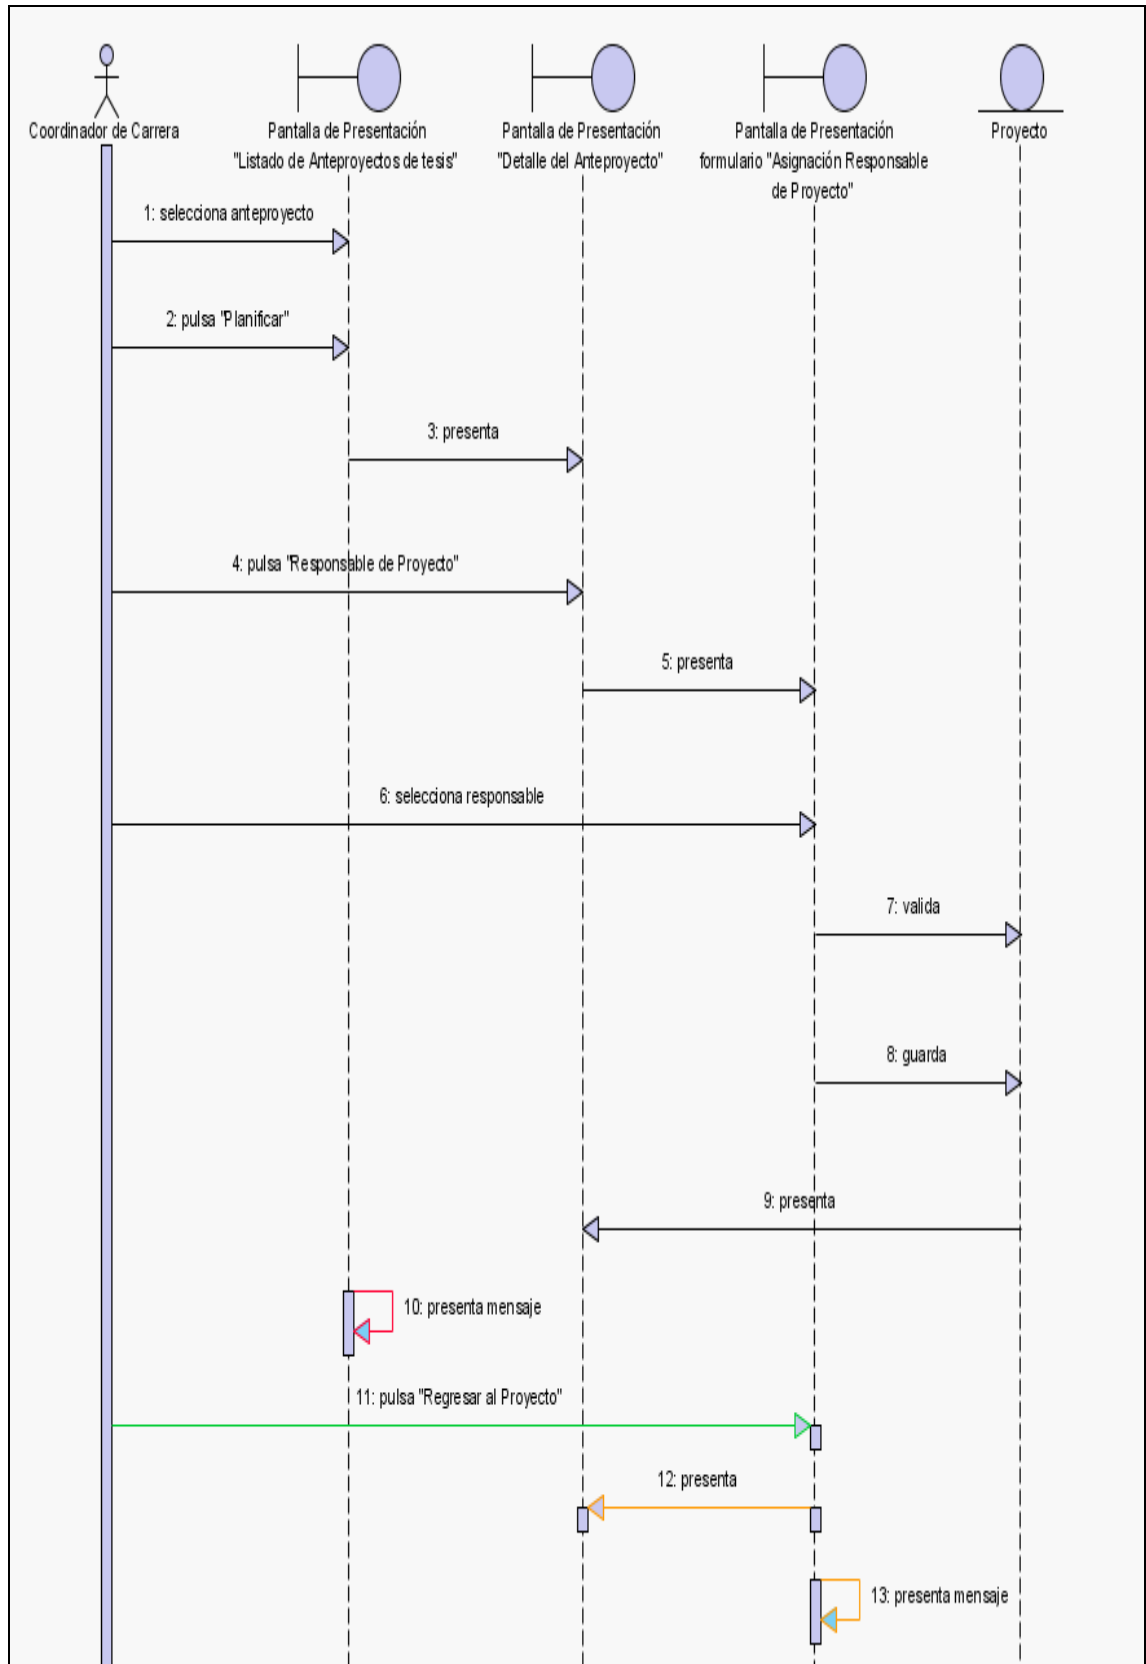 Coordinador de Carrera
Pantalla de Presentación
"Listado de Anteproyectos de tesis"
Pantalla de Presentación
"Detalle del Anteproyecto"
Pantalla de Presentación
formulario "Asignación Responsable
de Proyecto"
Proyecto
1: selecciona anteproyecto
2: pulsa "Planificar"
3: presenta
4: pulsa "Responsable de Proyecto"
5: presenta
6: selecciona responsable
7: valida
8: guarda
9: presenta
10: presenta mensaje
11: pulsa "Regresar al Proyecto"
12: presenta
13: presenta mensaje